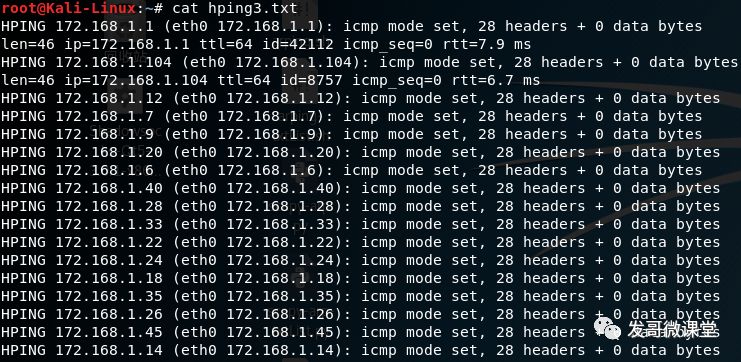 root@Kali-Linux:~# cat hping3.txt
HPING 172.168.1.1 (eth0 172.168.1.1): icmp mode set, 28 headers + 0 data bytes
len=46 ip=172.168.1.1 ttl=64 id=42112 icmp_seq=0 rtt=7.9 ms
HPING 172.168.1.104 (eth0 172.168.1.104): icmp mode set, 28 headers + 0 data bytes
len=46 ip=172.168.1.104 ttl=64 id=8757 icmp_seq=0 rtt=6.7 ms
HPING 172.168.1.12 (eth0 172.168.1.12): icmp mode set, 28 headers + 0 data bytes
HPING 172.168.1.7 (eth0 172.168.1.7): icmp mode set, 28 headers + 0 data bytes
HPING 172.168.1.9 (eth0 172.168.1.9): icmp mode set, 28 headers + 0 data bytes
HPING 172.168.1.20 (eth0 172.168.1.20): icmp mode set, 28 headers + 0 data bytes
HPING 172.168.1.6 (eth0 172.168.1.6): icmp mode set, 28 headers + 0 data bytes
HPING 172.168.1.40 (eth0 172.168.1.40): icmp mode set, 28 headers + 0 data bytes
HPING 172.168.1.28 (eth0 172.168.1.28): icmp mode set, 28 headers + 0 data bytes
HPING 172.168.1.33 (eth0 172.168.1.33): icmp mode set, 28 headers + 0 data bytes
HPING 172.168.1.22 (eth0 172.168.1.22): icmp mode set, 28 headers + 0 data bytes
HPING 172.168.1.24 (eth0 172.168.1.24): icmp mode set, 28 headers + 0 data bytes
HPING 172.168.1.18 (eth0 172.168.1.18): icmp mode set, 28 headers + 0 data bytes
HPING 172.168.1.35 (eth0 172.168.1.35): icmp mode set, 28 headers + 0 data bytes
HPING 172.168.1.26 (eth0 172.168.1.26): icmp mode set, 28 headers + 0 data bytes
HPING 172.168.1.45 (eth0 172.168.1.45): icmp mode set, 28 headers + 0 data bytes
HPING 172.168.1.14 (eth0 172.168.1.14): icmp mode set, 28 headers + 0 data bytes
发哥微课堂